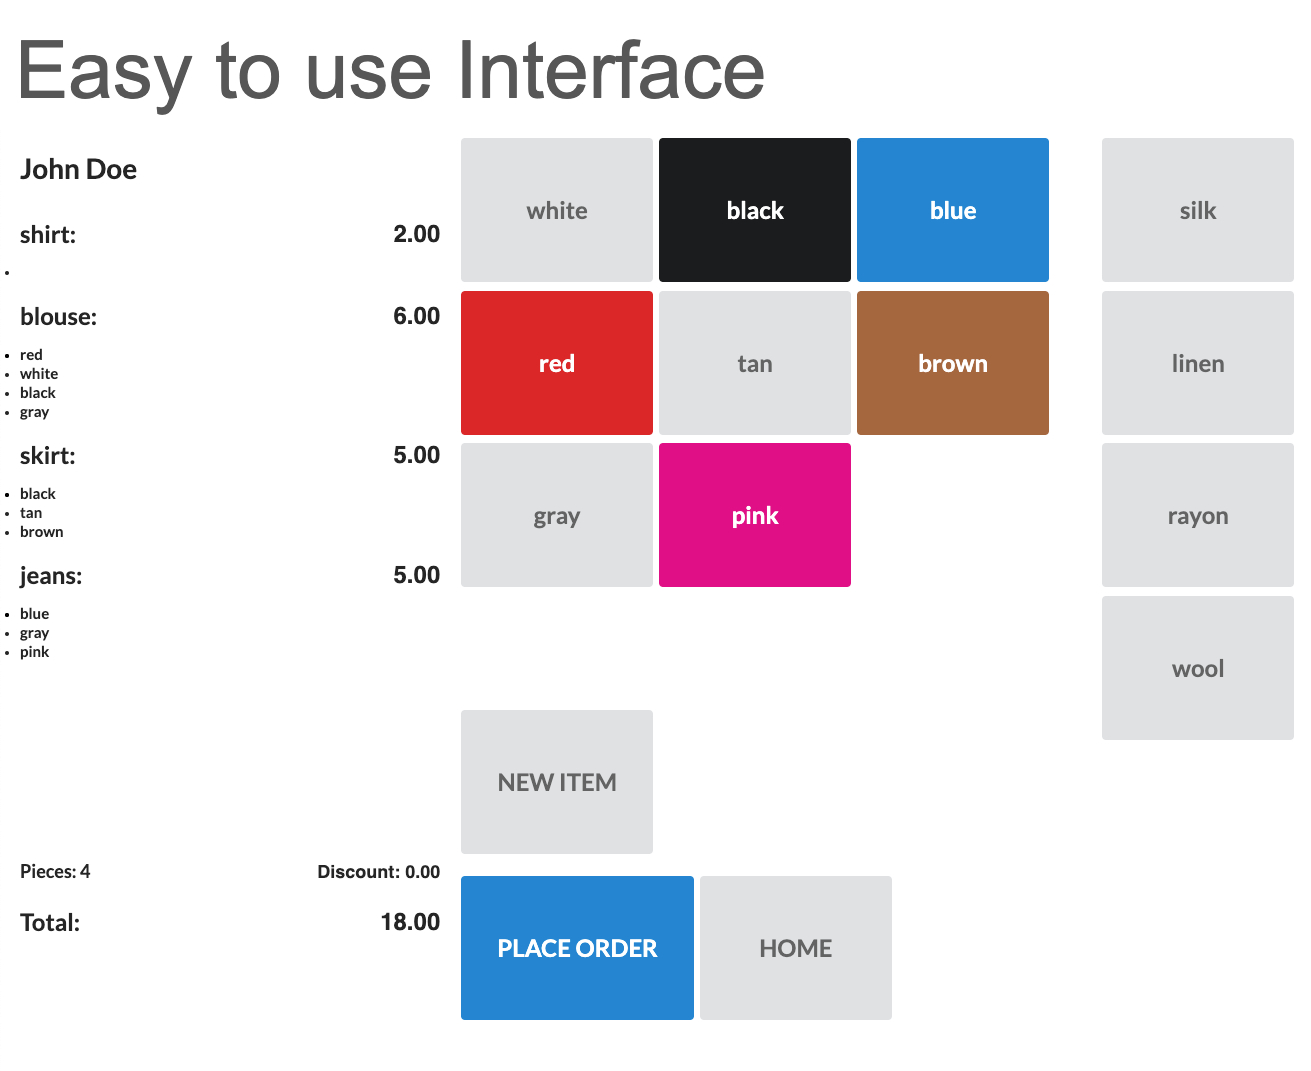 Easy to use Interface
John Doe
shirt: 2.00
•
blouse: 6.00
• red
• white
• black
• gray
skirt: 5.00
• black
• tan
• brown
jeans: 5.00
• blue
• gray
• pink
Pieces: 4 Discount: 0.00
Total: 18.00
white black blue
red tan brown
gray pink
NEW ITEM
PLACE ORDER HOME
silk
linen
rayon
wool